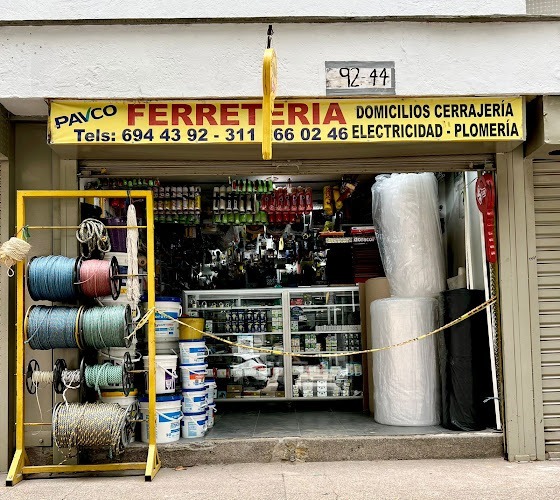 92-44
PAVCO FERRETERIA DOMICILIOS CERRAJERÍA
Tels: 694 43 92 - 311 66 02 46 ELECTRICIDAD - PLOMERÍA